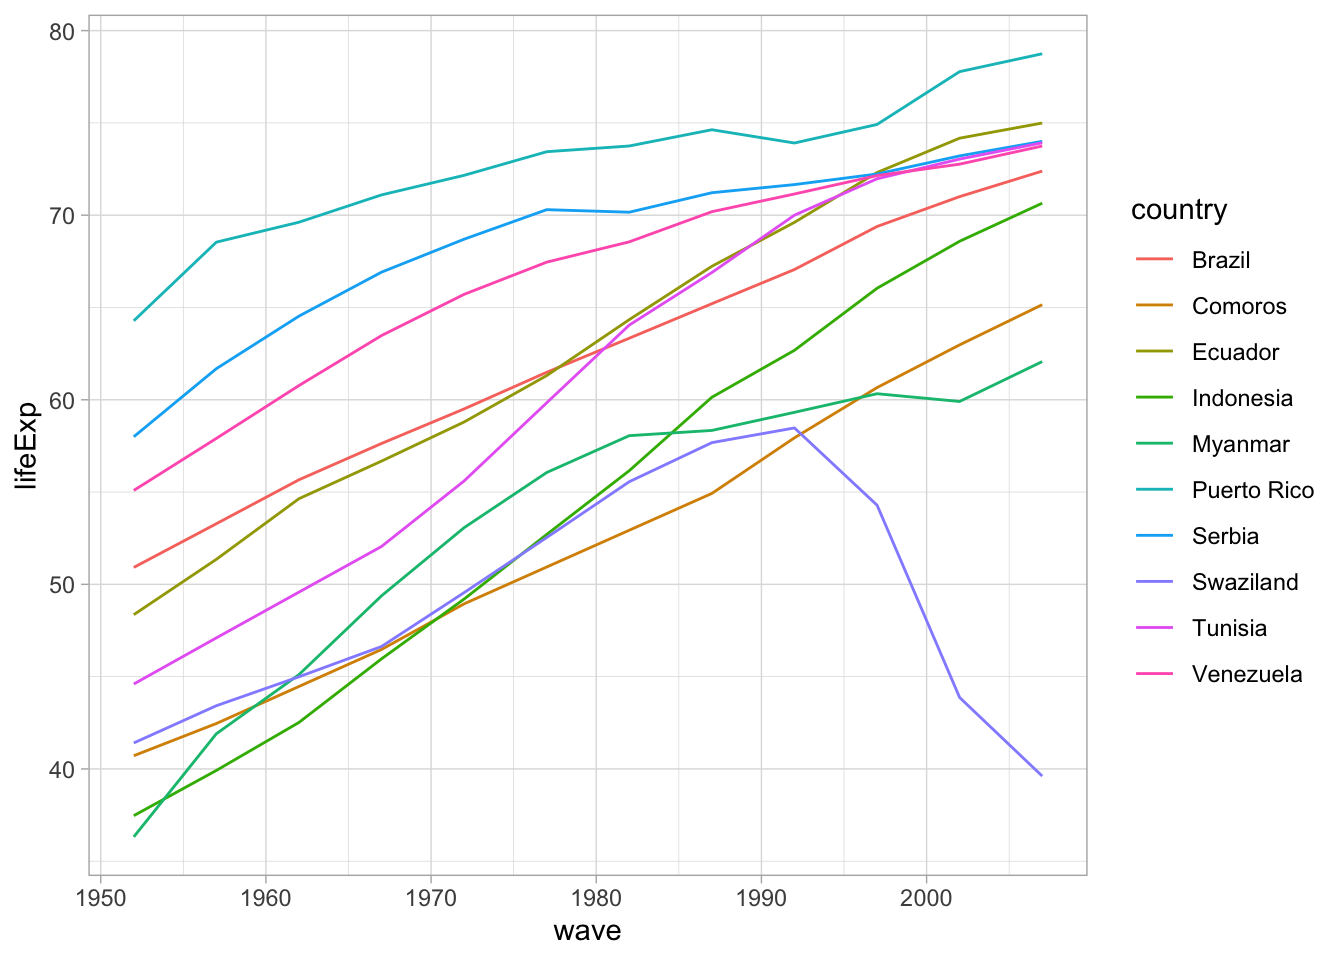 80
70
60
50
40
lifeExp
1950 1960 1970 1980 1990 2000
wave
country
Brazil
Comoros
Ecuador
Indonesia
Myanmar
Puerto Rico
Serbia
Swaziland
Tunisia
Venezuela